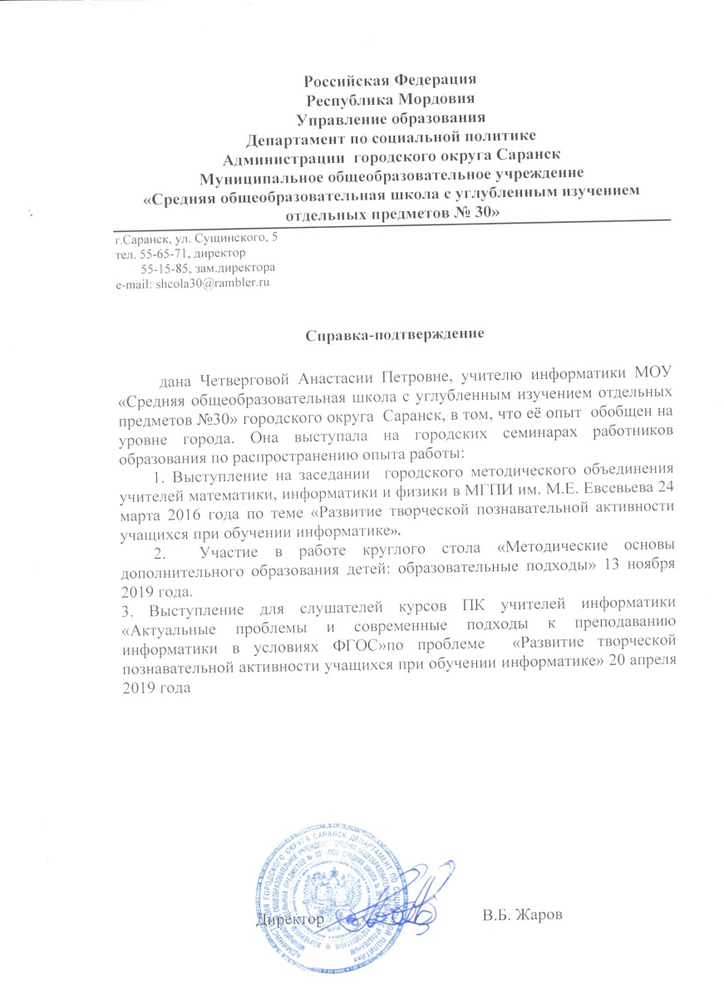 Российская Федерация
Республика Мордовия
Управление образования
Департамент по социальной политике
Администрации городского округа Саранск
Муниципальное общеобразовательное учреждение
«Средняя общеобразовательная школа с углубленным изучением
отдельных предметов № 30»
г.Саранск, ул. Сущинского, 5
тел. 55-65-71, директор
55-15-85, зам.директора
e-mail: shcola30@rambler.ru
Справка-подтверждение
дана Четверговой Анастасии Петровне, учителю информатики МОУ
«Средняя общеобразовательная школа с углубленным изучением отдельных
предметов №30» городского округа Саранск, в том, что её опыт обобщен на
уровне города. Она выступала на городских семинарах работников
образования по распространению опыта работы:
1. Выступление на заседании городского методического объединения
учителей математики, информатики и физики в МГПИ им. М.Е. Евсевьева 24
марта 2016 года по теме «Развитие творческой познавательной активности
учащихся при обучении информатике».
2. Участие в работе круглого стола «Методические основы
дополнительного образования детей: образовательные подходы» 13 ноября
2019 года.
3. Выступление для слушателей курсов ПК учителей информатики
«Актуальные проблемы и современные подходы к преподаванию
информатики в условиях ФГОС»по проблеме «Развитие творческой
познавательной активности учащихся при обучении информатике» 20 апреля
2019 года
АДМИНИСТРАЦИЯ ГОРОДСКОГО ОКРУГА САРАНСК ДЕПАРТАМЕНТ ПО СОЦИАЛЬНОЙ ПОЛИТИКЕ
Директор В.Б. Жаров